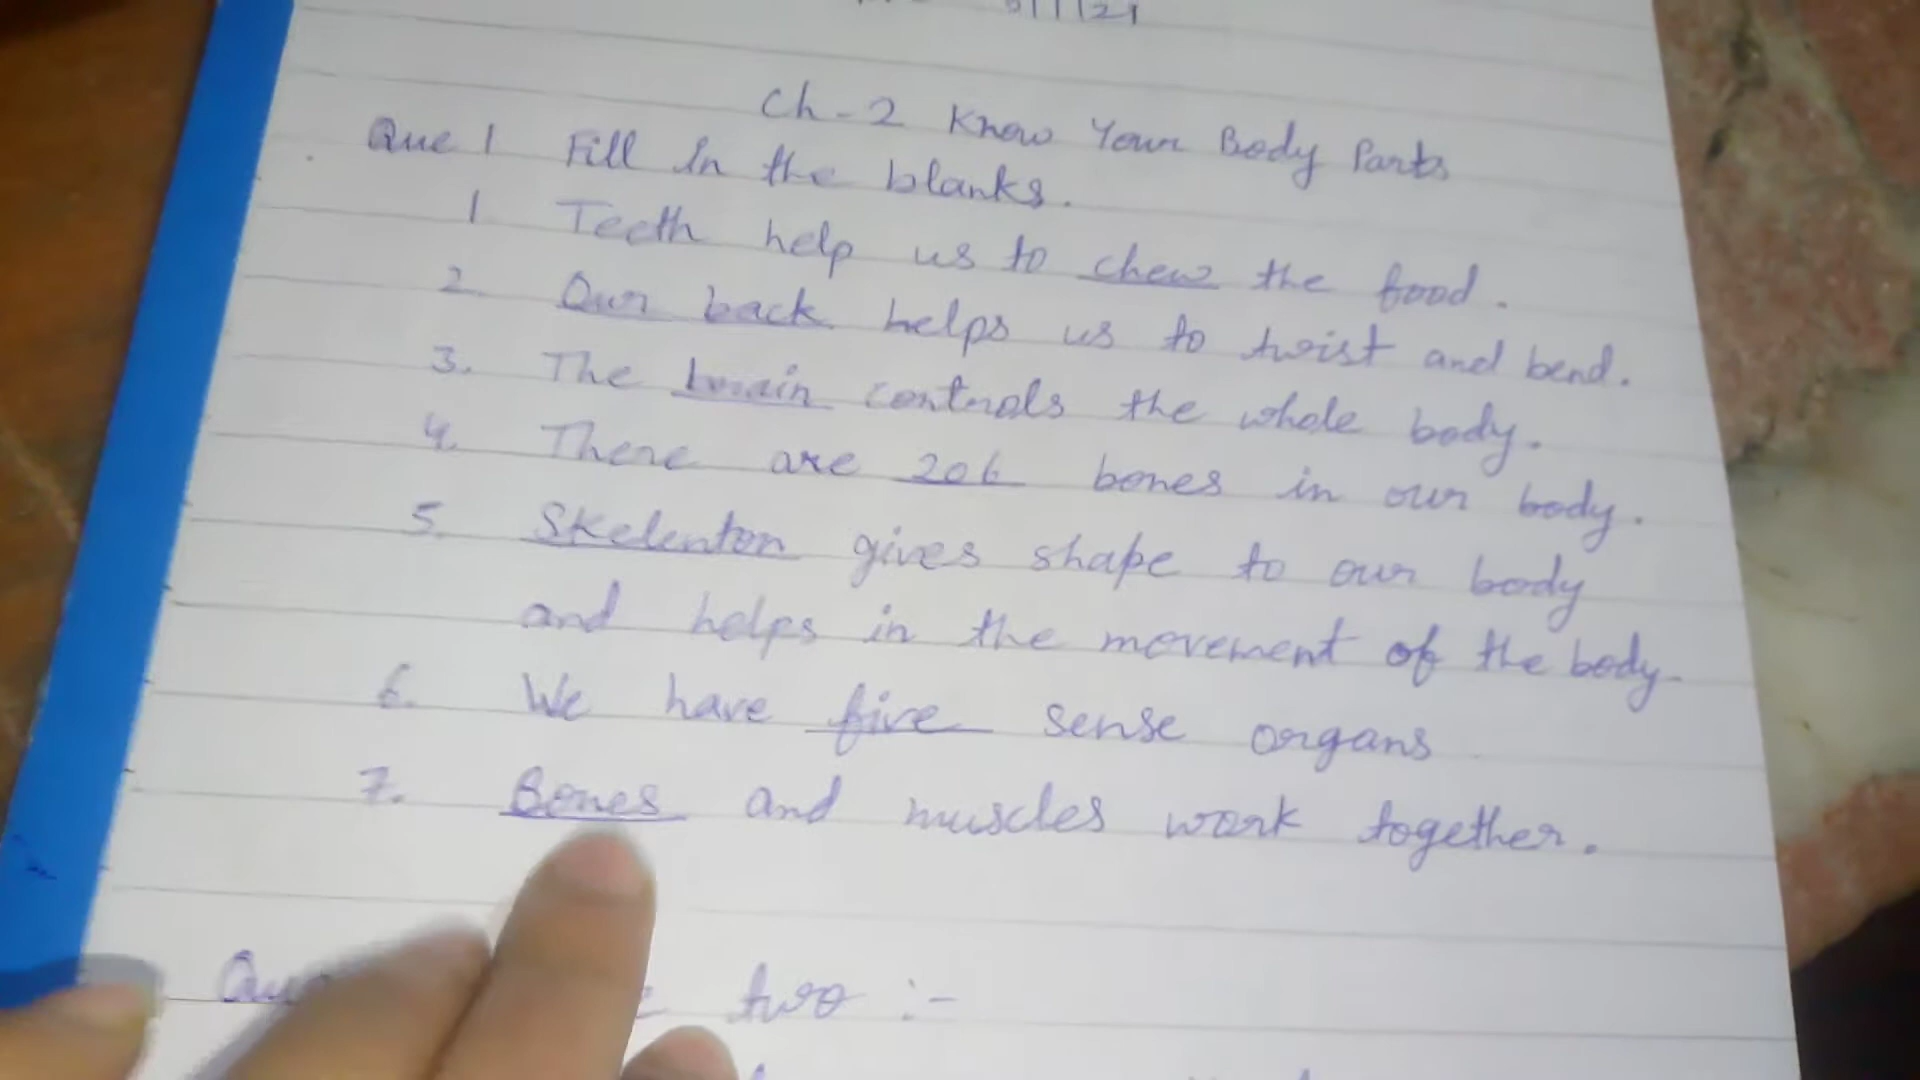 Ch-2 Know Your Body Parts
Que 1 Fill In the blanks.
1 Teeth help us to chew the food.
2 Our back helps us to twist and bend.
3. The brain controls the whole body.
4. There are 206 bones in our body.
5. Skelenton gives shape to our body
and helps in the movement of the body.
6. We have five sense organs
7. Bones and muscles work together.
two :-